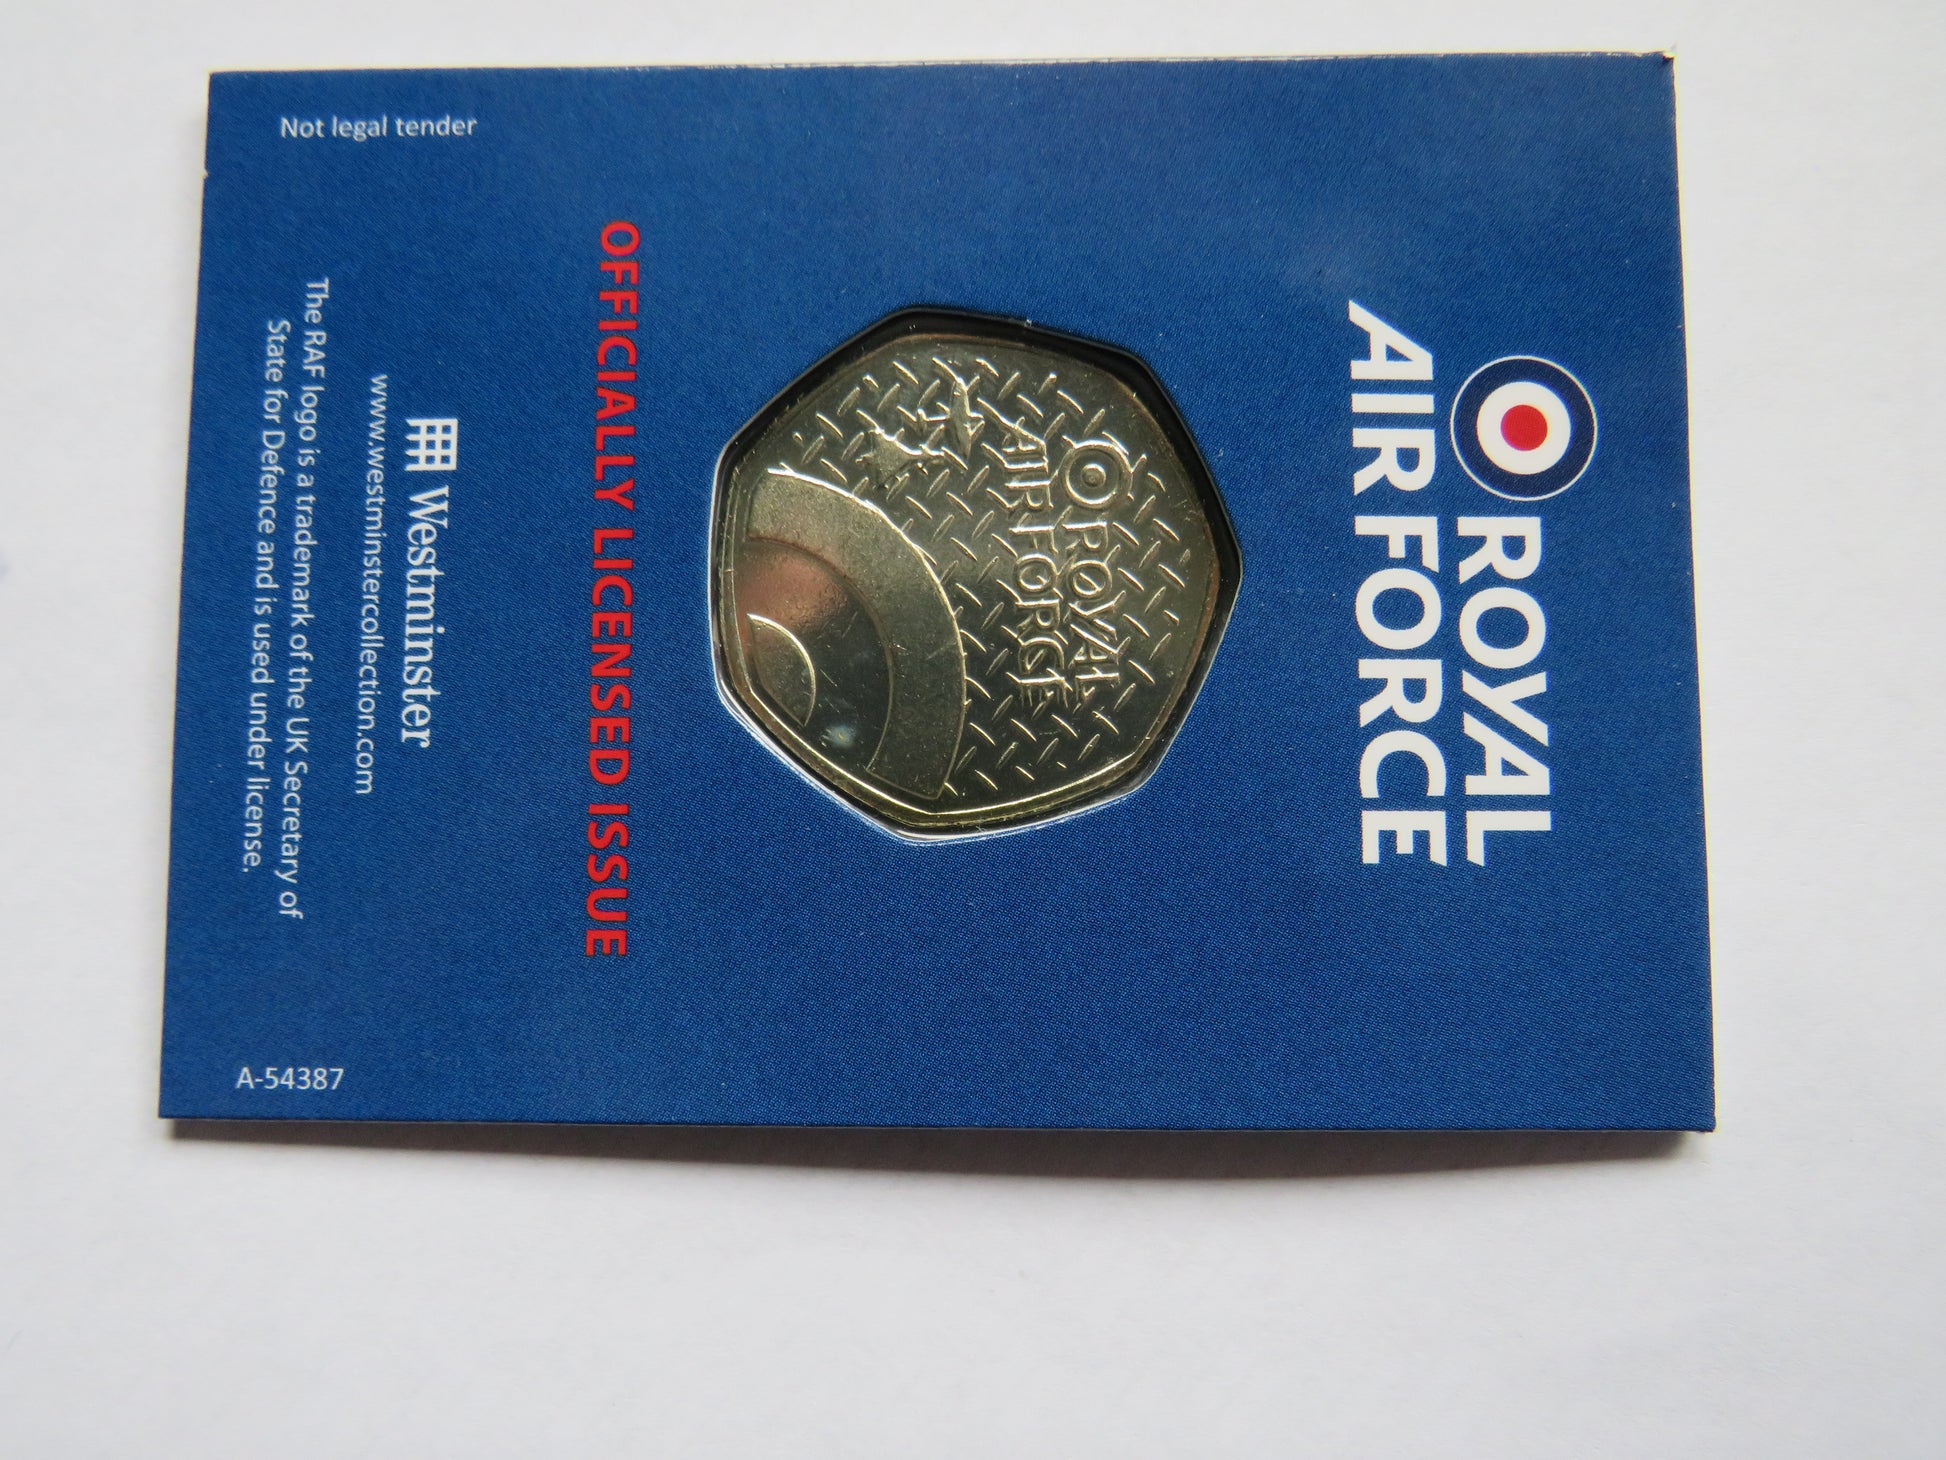 ROYAL
AIR FORCE
ROYAL
AIR FORCE
OFFICIALLY LICENSED ISSUE
Westminster
www.westminstercollection.com
The RAF logo is a trademark of the UK Secretary of
State for Defence and is used under license.
Not legal tender
A-54387